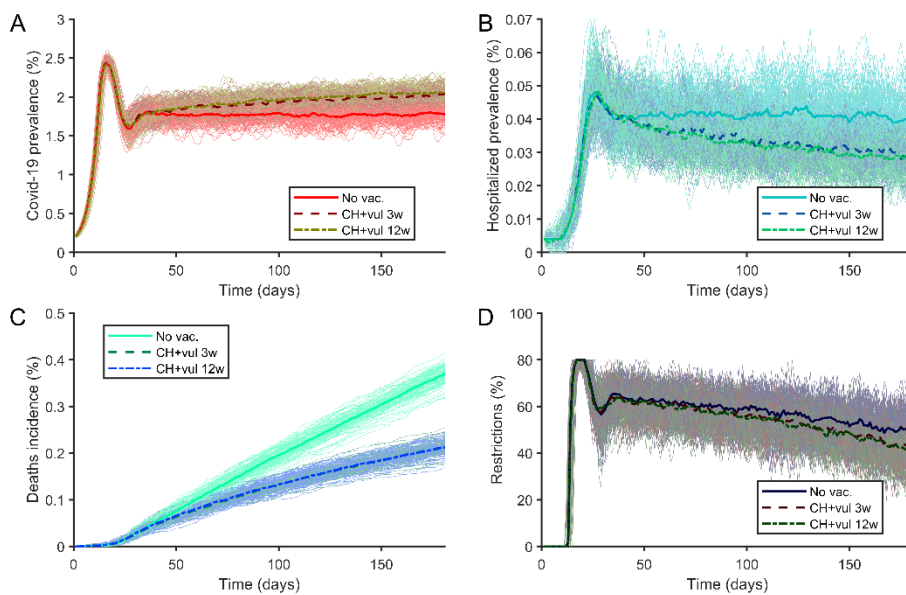 A
Covid-19 prevalence (%)
3
2.5
2
1.5
1
0.5
0
0
50
100
150
Time (days)
No vac.
CH+vul 3w
CH+vul 12w
B
Hospitalized prevalence (%)
0.07
0.06
0.05
0.04
0.03
0.02
0.01
0
0
50
100
150
Time (days)
No vac.
CH+vul 3w
CH+vul 12w
C
Deaths incidence (%)
0.5
0.4
0.3
0.2
0.1
0
0
50
100
150
Time (days)
No vac.
CH+vul 3w
CH+vul 12w
D
Restrictions (%)
100
80
60
40
20
0
0
50
100
150
Time (days)
No vac.
CH+vul 3w
CH+vul 12w